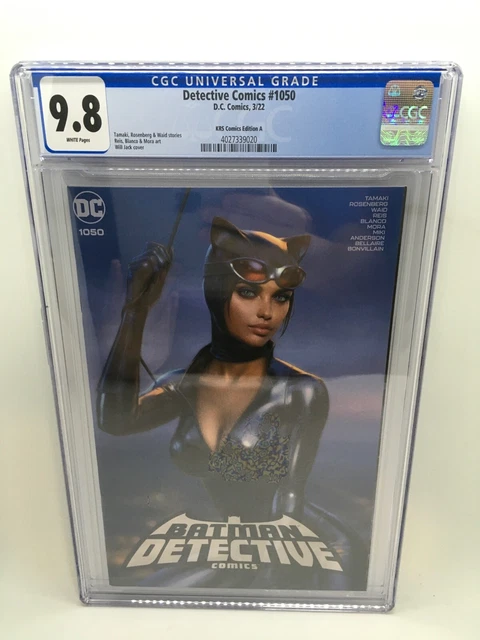 CGC UNIVERSAL GRADE
9.8
WHITE Pages
Detective Comics #1050
D.C. Comics, 3/22
KRS Comics Edition A
Tamaki, Rosenberg & Waid stories
Reis, Blanco & Mora art
Will Jack cover
4027339020
CGC
DC
1050
TAMAKI
ROSENBERG
WAID
REIS
BLANCO
MORA
MIKI
ANDERSON
BELLAIRE
BONVILLAIN
BATMAN
DETECTIVE
COMICS